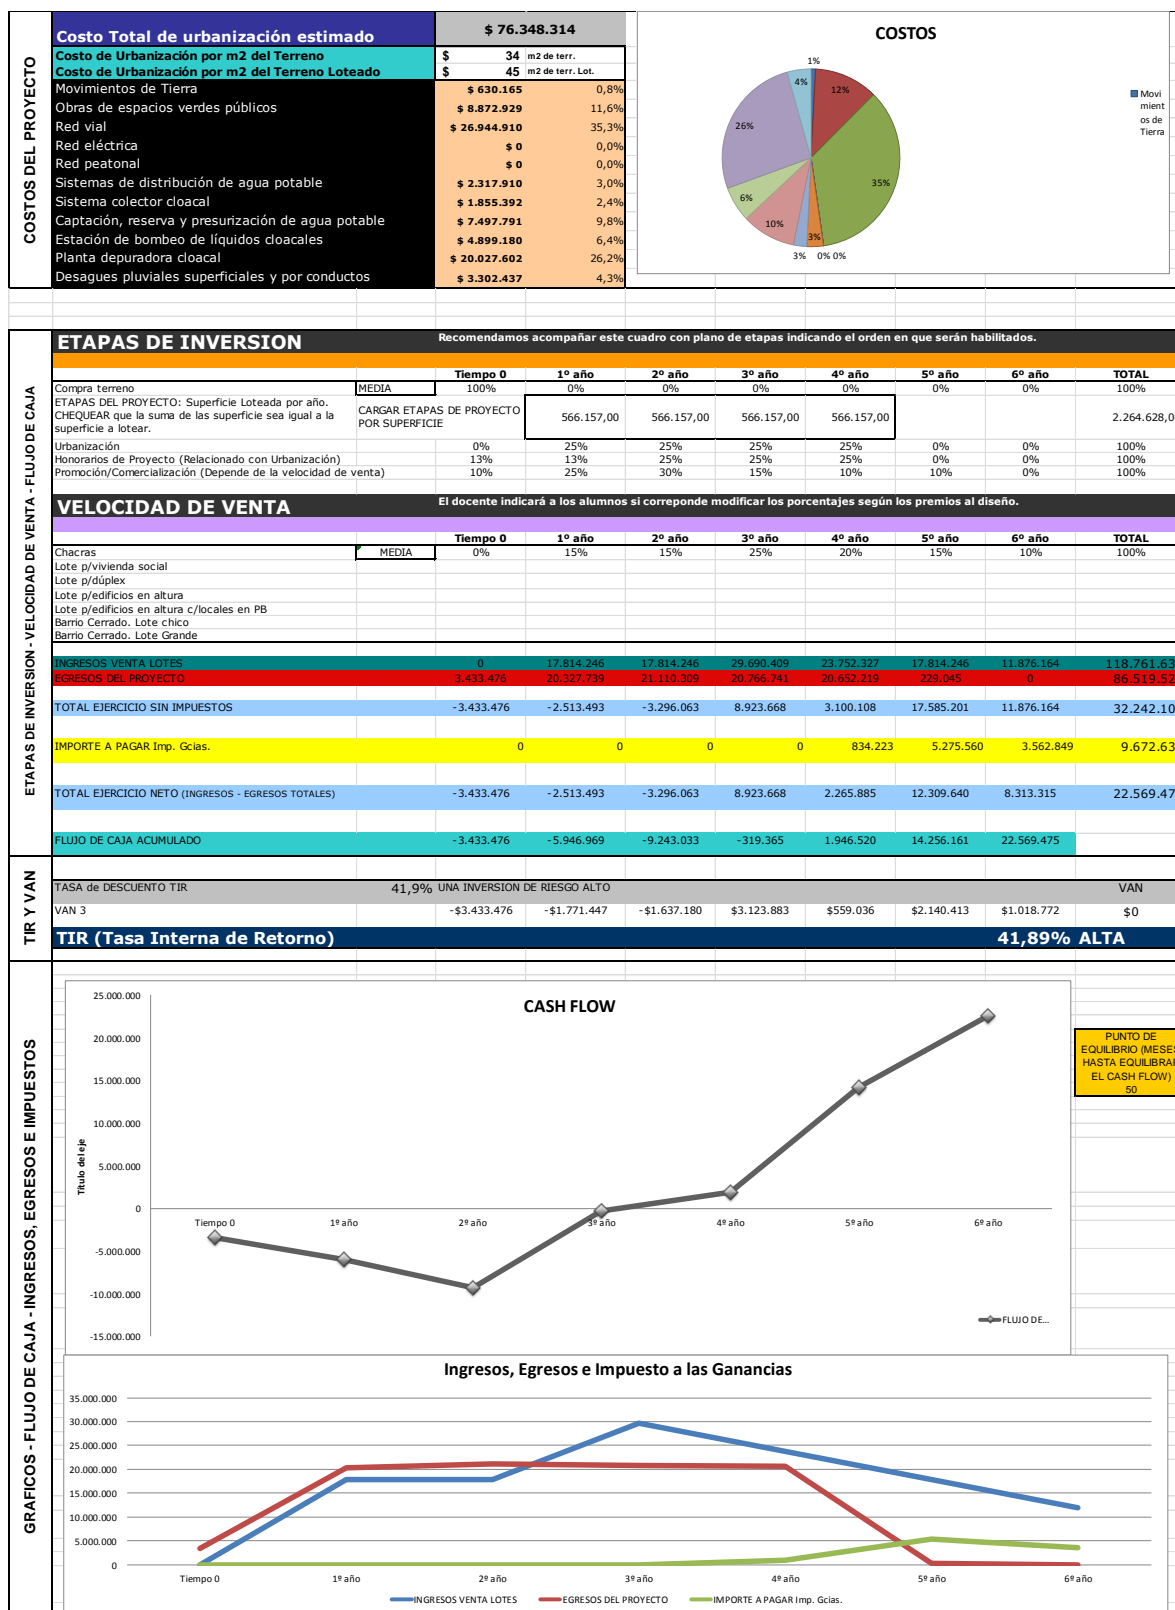 COSTOS DEL PROYECTO
Costo Total de urbanización estimado $ 76.348.314
Costo de Urbanización por m2 del Terreno $ 34 m2 de terr.
Costo de Urbanización por m2 del Terreno Loteado $ 45 m2 de terr. Lot.
Movimientos de Tierra $ 630.165 0,8%
Obras de espacios verdes públicos $ 8.872.929 11,6%
Red vial $ 26.944.910 35,3%
Red eléctrica $ 0 0,0%
Red peatonal $ 0 0,0%
Sistemas de distribución de agua potable $ 2.317.910 3,0%
Sistema colector cloacal $ 1.855.392 2,4%
Captación, reserva y presurización de agua potable $ 7.497.791 9,8%
Estación de bombeo de líquidos cloacales $ 4.899.180 6,4%
Planta depuradora cloacal $ 20.027.602 26,2%
Desagues pluviales superficiales y por conductos $ 3.302.437 4,3%
COSTOS
1%
12%
35%
0% 0%
3%
3%
10%
6%
26%
4%
Movi
mient
os de
Tierra
ETAPAS DE INVERSION - VELOCIDAD DE VENTA - FLUJO DE CAJA
ETAPAS DE INVERSION Recomendamos acompañar este cuadro con plano de etapas indicando el orden en que serán habilitados.
Tiempo 0 1º año 2º año 3º año 4º año 5º año 6º año TOTAL
Compra terreno MEDIA 100% 0% 0% 0% 0% 0% 0% 100%
ETAPAS DEL PROYECTO: Superficie Loteada por año.
CHEQUEAR que la suma de las superficie sea igual a la
superficie a lotear.
CARGAR ETAPAS DE PROYECTO
POR SUPERFICIE
566.157,00 566.157,00 566.157,00 566.157,00 2.264.628,0
Urbanización 0% 25% 25% 25% 25% 0% 0% 100%
Honorarios de Proyecto (Relacionado con Urbanización) 13% 13% 25% 25% 25% 0% 0% 100%
Promoción/Comercialización (Depende de la velocidad de venta) 10% 25% 30% 15% 10% 10% 0% 100%
VELOCIDAD DE VENTA El docente indicará a los alumnos si correponde modificar los porcentajes según los premios al diseño.
Tiempo 0 1º año 2º año 3º año 4º año 5º año 6º año TOTAL
Chacras MEDIA 0% 15% 15% 25% 20% 15% 10% 100%
Lote p/vivienda social
Lote p/dúplex
Lote p/edificios en altura
Lote p/edificios en altura c/locales en PB
Barrio Cerrado. Lote chico
Barrio Cerrado. Lote Grande
INGRESOS VENTA LOTES 0 17.814.246 17.814.246 29.690.409 23.752.327 17.814.246 11.876.164 118.761.63
EGRESOS DEL PROYECTO 3.433.476 20.327.739 21.110.309 20.766.741 20.652.219 229.045 0 86.519.52
TOTAL EJERCICIO SIN IMPUESTOS -3.433.476 -2.513.493 -3.296.063 8.923.668 3.100.108 17.585.201 11.876.164 32.242.10
IMPORTE A PAGAR Imp. Gcias. 0 0 0 0 834.223 5.275.560 3.562.849 9.672.63
TOTAL EJERCICIO NETO (INGRESOS - EGRESOS TOTALES) -3.433.476 -2.513.493 -3.296.063 8.923.668 2.265.885 12.309.640 8.313.315 22.569.47
FLUJO DE CAJA ACUMULADO -3.433.476 -5.946.969 -9.243.033 -319.365 1.946.520 14.256.161 22.569.475
TIR Y VAN
TASA de DESCUENTO TIR 41,9% UNA INVERSION DE RIESGO ALTO VAN
VAN 3 -$3.433.476 -$1.771.447 -$1.637.180 $3.123.883 $559.036 $2.140.413 $1.018.772 $0
TIR (Tasa Interna de Retorno) 41,89% ALTA
GRAFICOS - FLUJO DE CAJA - INGRESOS, EGRESOS E IMPUESTOS
CASH FLOW
Título del eje
25.000.000
20.000.000
15.000.000
10.000.000
5.000.000
0
-5.000.000
-10.000.000
-15.000.000
Tiempo 0 1º año 2º año 3º año 4º año 5º año 6º año
FLUJO DE...
PUNTO DE
EQUILIBRIO (MESES
HASTA EQUILIBRAR
EL CASH FLOW)
50
Ingresos, Egresos e Impuesto a las Ganancias
35.000.000
30.000.000
25.000.000
20.000.000
15.000.000
10.000.000
5.000.000
0
Tiempo 0 1º año 2º año 3º año 4º año 5º año 6º año
INGRESOS VENTA LOTES EGRESOS DEL PROYECTO IMPORTE A PAGAR Imp. Gcias.